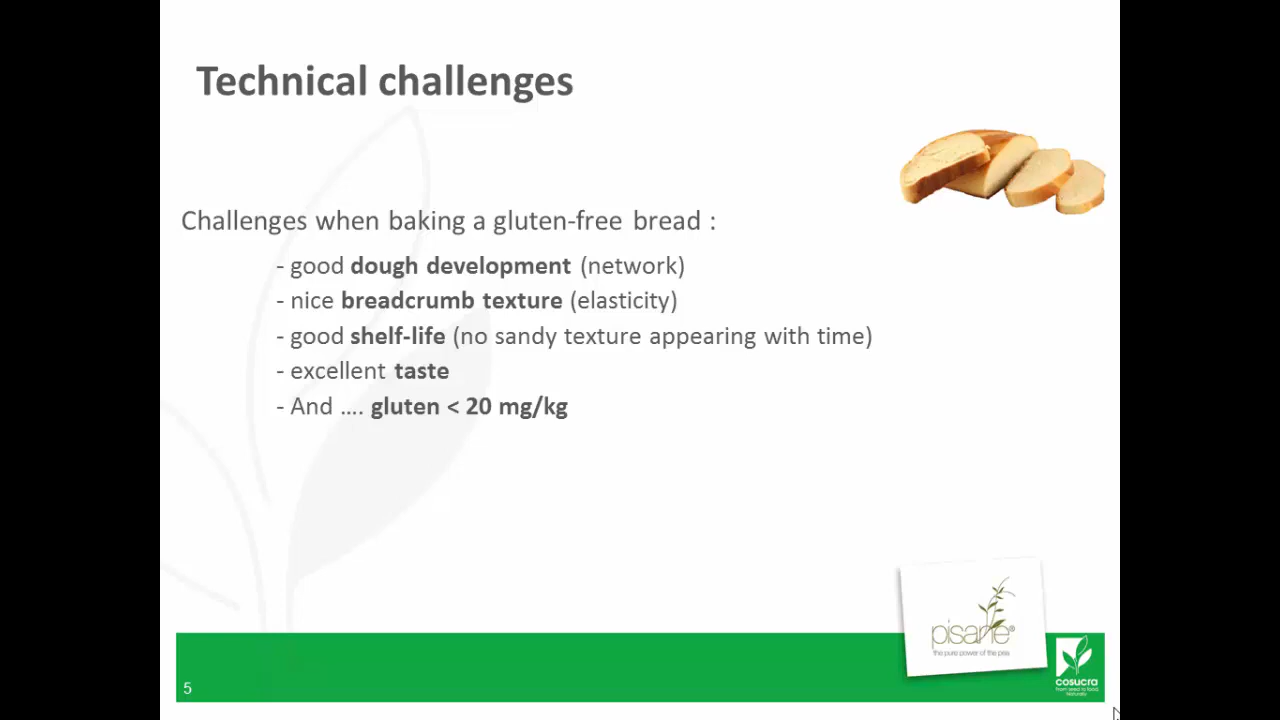 Technical challenges
Challenges when baking a gluten-free bread :
- good dough development (network)
- nice breadcrumb texture (elasticity)
- good shelf-life (no sandy texture appearing with time)
- excellent taste
- And .... gluten < 20 mg/kg
pisane®
the pure power of the pea
cosucra
From seed to food,
Naturally
5